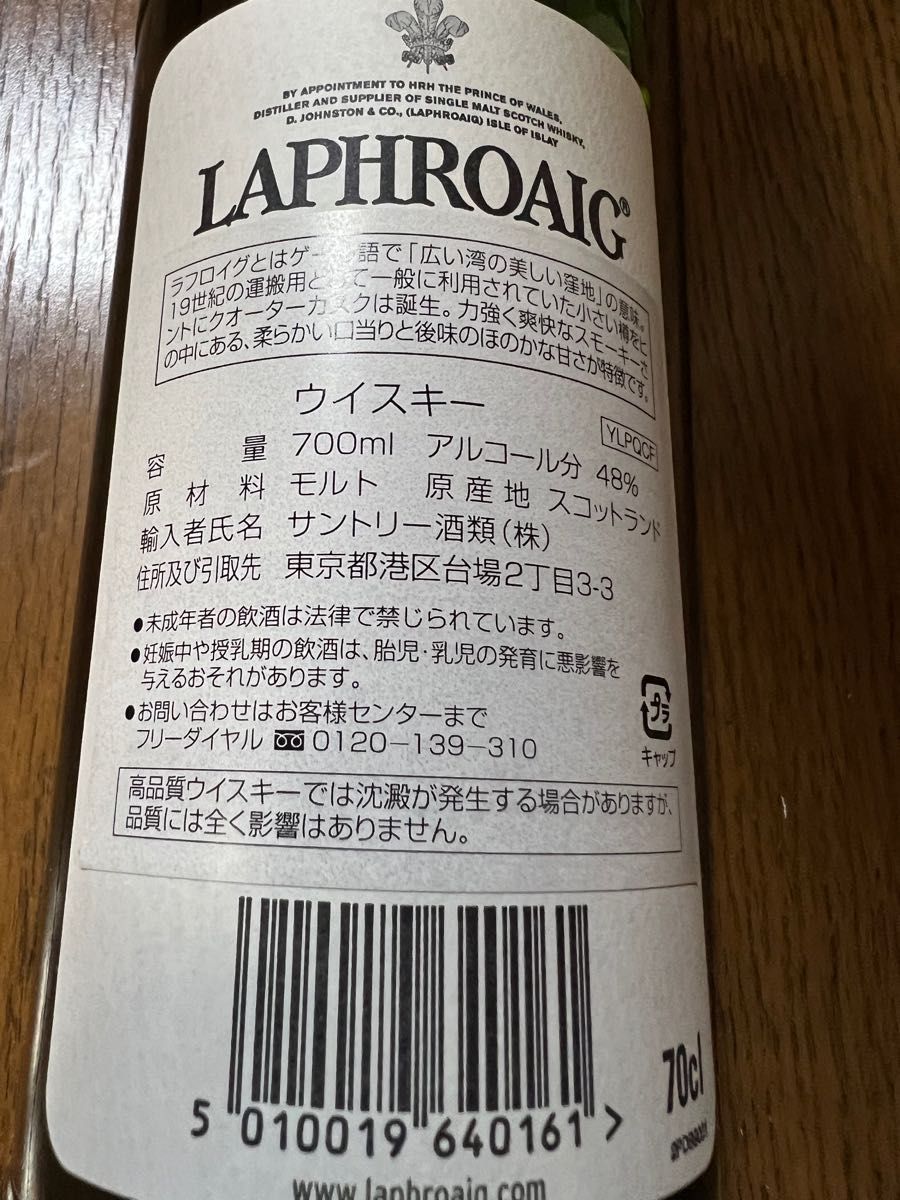 BY APPOINTMENT TO HRH THE PRINCE OF WALES,
DISTILLER AND SUPPLIER OF SINGLE MALT SCOTCH WHISKY,
D. JOHNSTON & CO., (LAPHROAIG) ISLE OF ISLAY
LAPHROAIG®
ラフロイグとはゲール語で「広い湾の美しい窪地」の意味。
19世紀の運搬用として一般に利用されていた小さい樽をヒ
ントにクオーターカスクは誕生。力強く爽快なスモーキーさ
の中にある、柔らかい口当りと後味のほのかな甘さが特徴です。
ウイスキー
YLPQCF
容量 700ml アルコール分 48%
原材料 モルト 原産地 スコットランド
輸入者氏名 サントリー酒類(株)
住所及び引取先 東京都港区台場2丁目3-3
●未成年者の飲酒は法律で禁じられています。
●妊娠中や授乳期の飲酒は、胎児・乳児の発育に悪影響を
与えるおそれがあります。
●お問い合わせはお客様センターまで
フリーダイヤル 0120-139-310
プラ
キャップ
高品質ウイスキーでは沈澱が発生する場合がありますが、
品質には全く影響はありません。
70cl
5 010019 640161 >
www.laphroaig.com